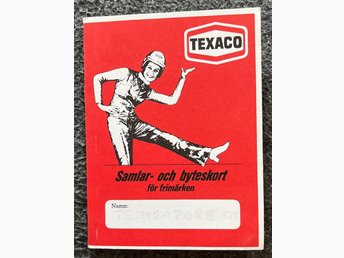 TEXACO
Samlar- och byteskort
för frimärken
Name: